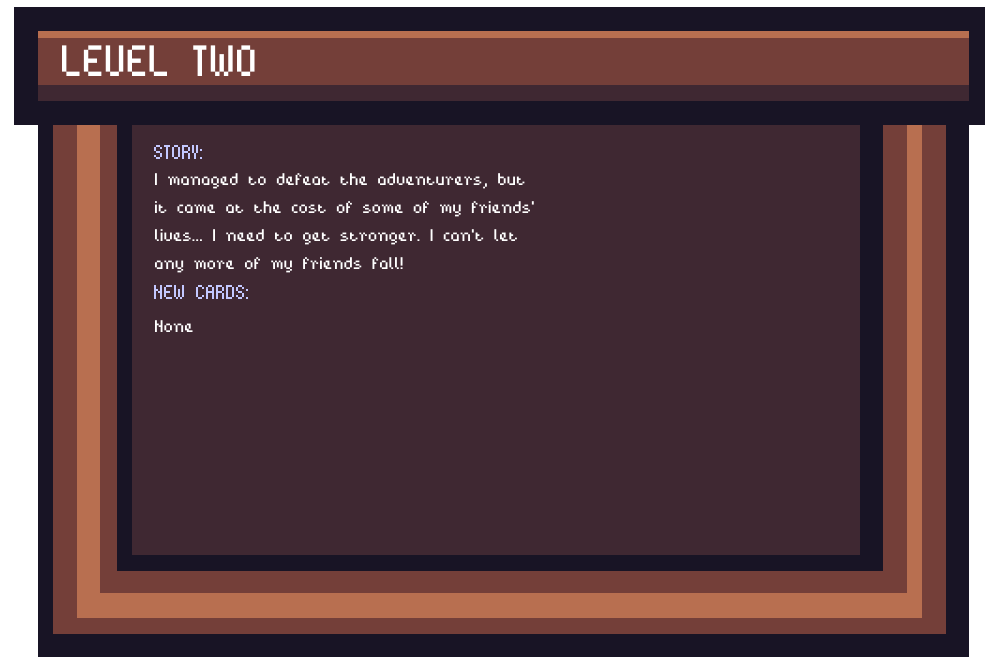 LEVEL TWO
STORY:
I managed to defeat the adventurers, but
it came at the cost of some of my friends'
lives... I need to get stronger. I can't let
any more of my friends fall!
NEW CARDS:
None